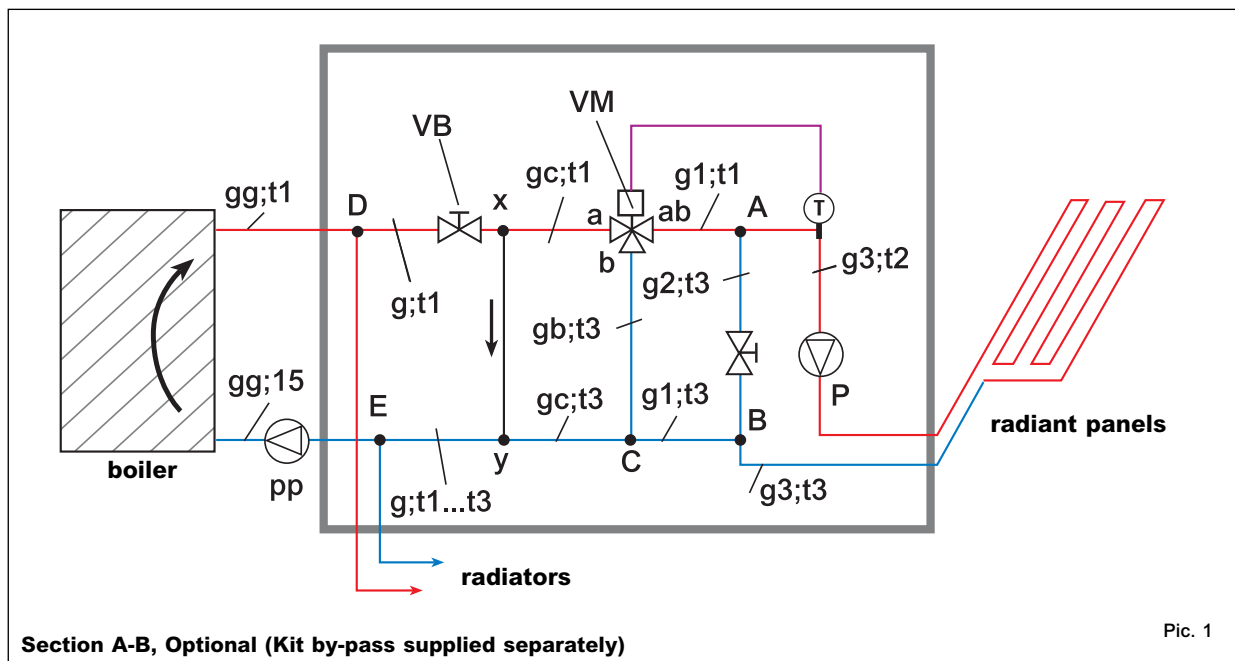 VM
VB
gc;t1
g1;t1
gg;t1
D
x
a
ab
A
T
b
g3;t2
g;t1
g2;t3
gb;t3
gg;15
E
gc;t3
g1;t3
B
P
radiant panels
boiler
pp
y
C
g;t1...t3
g3;t3
radiators
Section A-B, Optional (Kit by-pass supplied separately)
Pic. 1